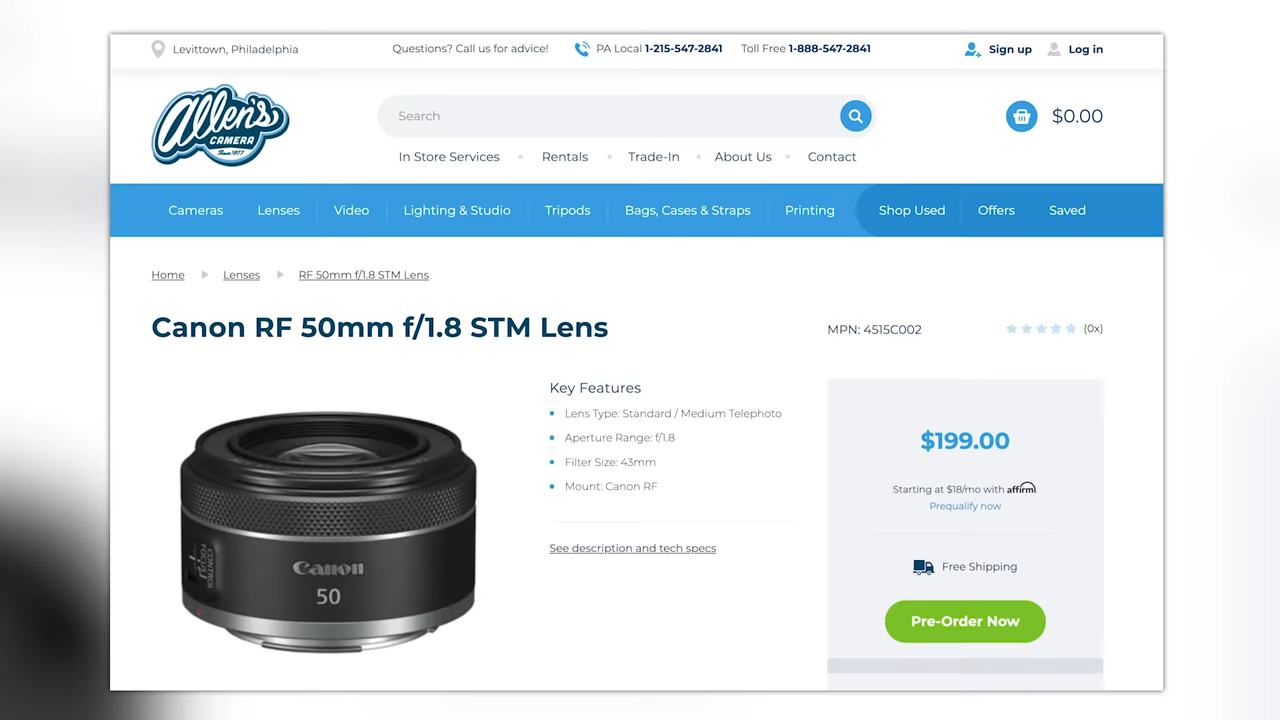 Levittown, Philadelphia
Questions? Call us for advice!
PA Local 1-215-547-2841
Toll Free 1-888-547-2841
Sign up
Log in
Allen's
CAMERA
Since 1977
Search
$0.00
In Store Services
Rentals
Trade-In
About Us
Contact
Cameras
Lenses
Video
Lighting & Studio
Tripods
Bags, Cases & Straps
Printing
Shop Used
Offers
Saved
Home
Lenses
RF 50mm f/1.8 STM Lens
Canon RF 50mm f/1.8 STM Lens
MPN: 4515C002
(0x)
Key Features
Lens Type: Standard / Medium Telephoto
Aperture Range: f/1.8
Filter Size: 43mm
Mount: Canon RF
See description and tech specs
$199.00
Starting at $18/mo with affirm.
Prequalify now
Free Shipping
Pre-Order Now
Canon
50
CONTROL
FOCUS